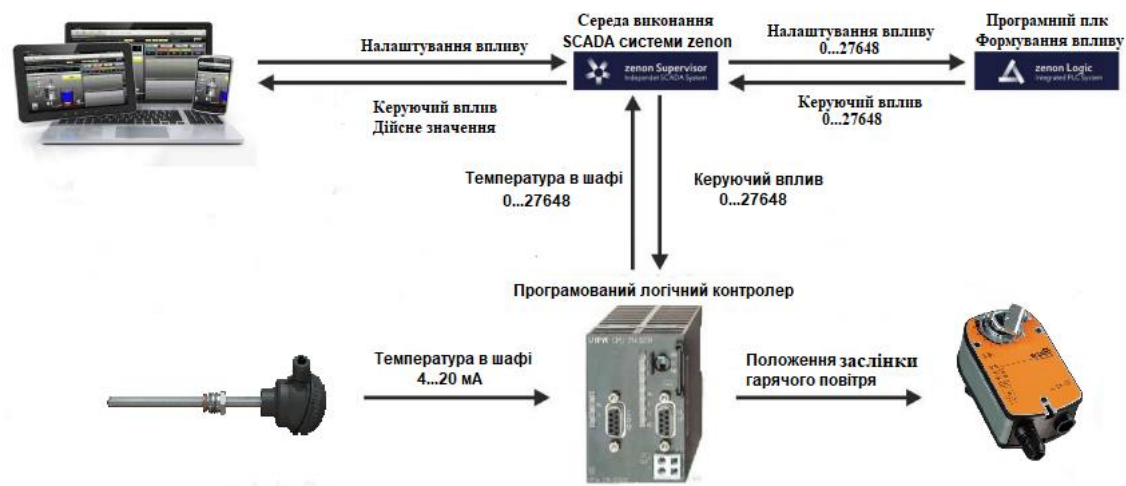 Середа виконання
SCADA системи zenon
Програмний плк
Формування впливу
Налаштування впливу
Налаштування впливу
0...27648
zenon Supervisor
Independent SCADA System
zenon Logic
Integrated PLC System
Керуючий вплив
Дійсне значення
Керуючий вплив
0...27648
Температура в шафі
0...27648
Керуючий вплив
0...27648
Програмований логічний контролер
VIPA CPU
Температура в шафі
4...20 мА
Положення заслінки
гарячого повітря